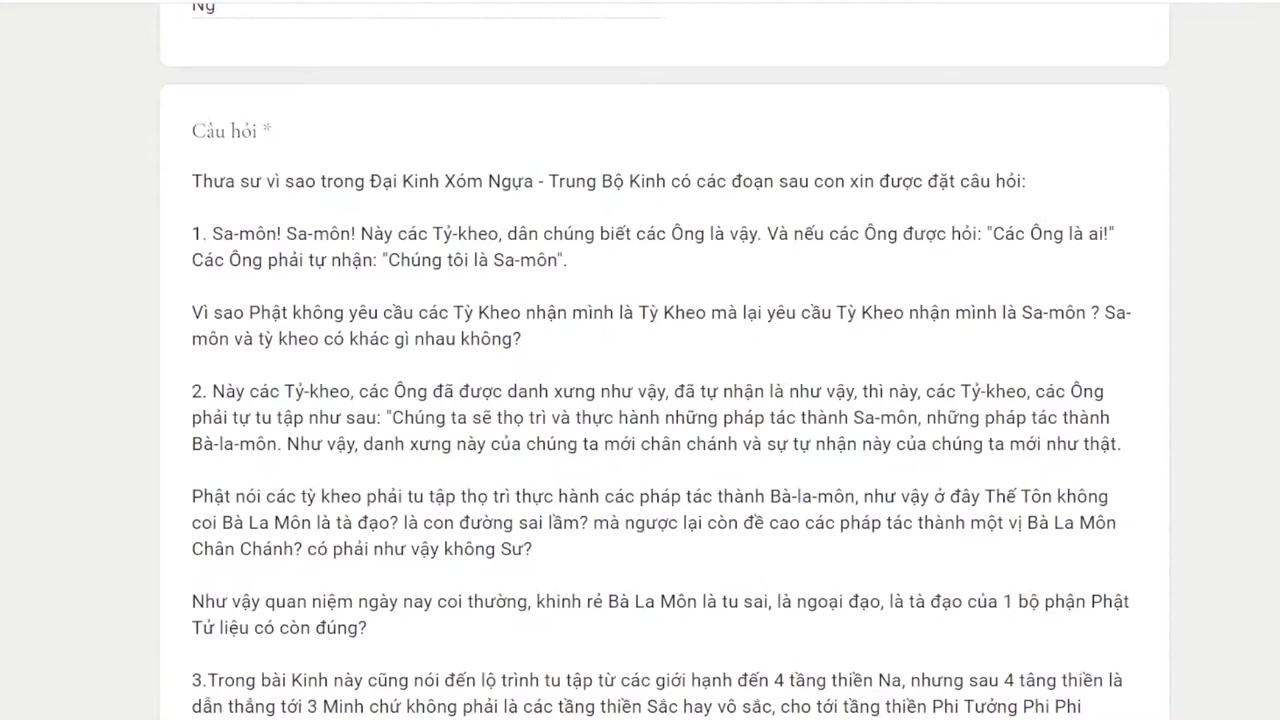 Ng
Câu hỏi *
Thưa sư vì sao trong Đại Kinh Xóm Ngựa - Trung Bộ Kinh có các đoạn sau con xin được đặt câu hỏi:
1. Sa-môn! Sa-môn! Này các Tỷ-kheo, dân chúng biết các Ông là vậy. Và nếu các Ông được hỏi: "Các Ông là ai!"
Các Ông phải tự nhận: "Chúng tôi là Sa-môn".
Vì sao Phật không yêu cầu các Tỳ Kheo nhận mình là Tỳ Kheo mà lại yêu cầu Tỳ Kheo nhận mình là Sa-môn ? Sa-
môn và tỳ kheo có khác gì nhau không?
2. Này các Tỷ-kheo, các Ông đã được danh xưng như vậy, đã tự nhận là như vậy, thì này, các Tỷ-kheo, các Ông
phải tự tu tập như sau: "Chúng ta sẽ thọ trì và thực hành những pháp tác thành Sa-môn, những pháp tác thành
Bà-la-môn. Như vậy, danh xưng này của chúng ta mới chân chánh và sự tự nhận này của chúng ta mới như thật.
Phật nói các tỳ kheo phải tu tập thọ trì thực hành các pháp tác thành Bà-la-môn, như vậy ở đây Thế Tôn không
coi Bà La Môn là tà đạo? là con đường sai lầm? mà ngược lại còn đề cao các pháp tác thành một vị Bà La Môn
Chân Chánh? có phải như vậy không Sư?
Như vậy quan niệm ngày nay coi thường, khinh rẻ Bà La Môn là tu sai, là ngoại đạo, là tà đạo của 1 bộ phận Phật
Tử liệu có còn đúng?
3.Trong bài Kinh này cũng nói đến lộ trình tu tập từ các giới hạnh đến 4 tầng thiền Na, nhưng sau 4 tâng thiền là
dẫn thẳng tới 3 Minh chứ không phải là các tầng thiền Sắc hay vô sắc, cho tới tầng thiền Phi Tưởng Phi Phi